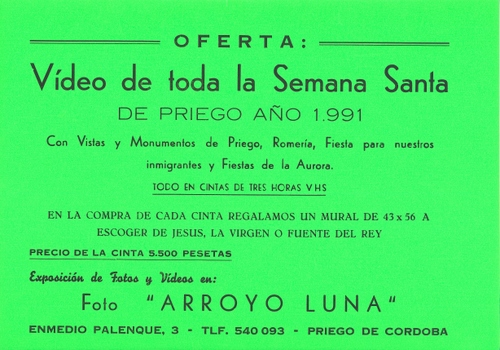 OFERTA:
Vídeo de toda la Semana Santa
DE PRIEGO AÑO 1.991
Con Vistas y Monumentos de Priego, Romería, Fiesta para nuestros
inmigrantes y Fiestas de la Aurora.
TODO EN CINTAS DE TRES HORAS VHS
EN LA COMPRA DE CADA CINTA REGALAMOS UN MURAL DE 43 x 56 A
ESCOGER DE JESUS, LA VIRGEN O FUENTE DEL REY
PRECIO DE LA CINTA 5.500 PESETAS
Exposición de Fotos y Vídeos en:
Foto "ARROYO LUNA"
ENMEDIO PALENQUE, 3 - TLF. 540 093 - PRIEGO DE CORDOBA